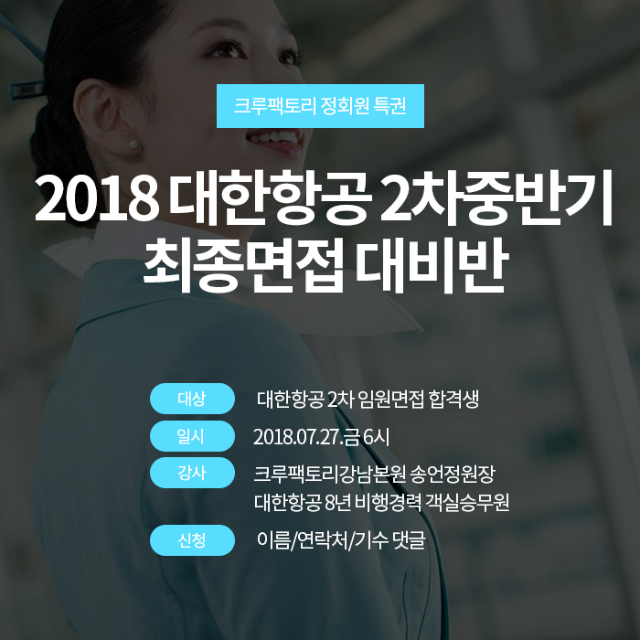 크루팩토리 정회원 특권
2018 대한항공 2차중반기
최종면접 대비반
대상 대한항공 2차 임원면접 합격생
일시 2018.07.27.금 6시
강사 크루팩토리강남본원 송언정원장
대한항공 8년 비행경력 객실승무원
신청 이름/연락처/기수 댓글